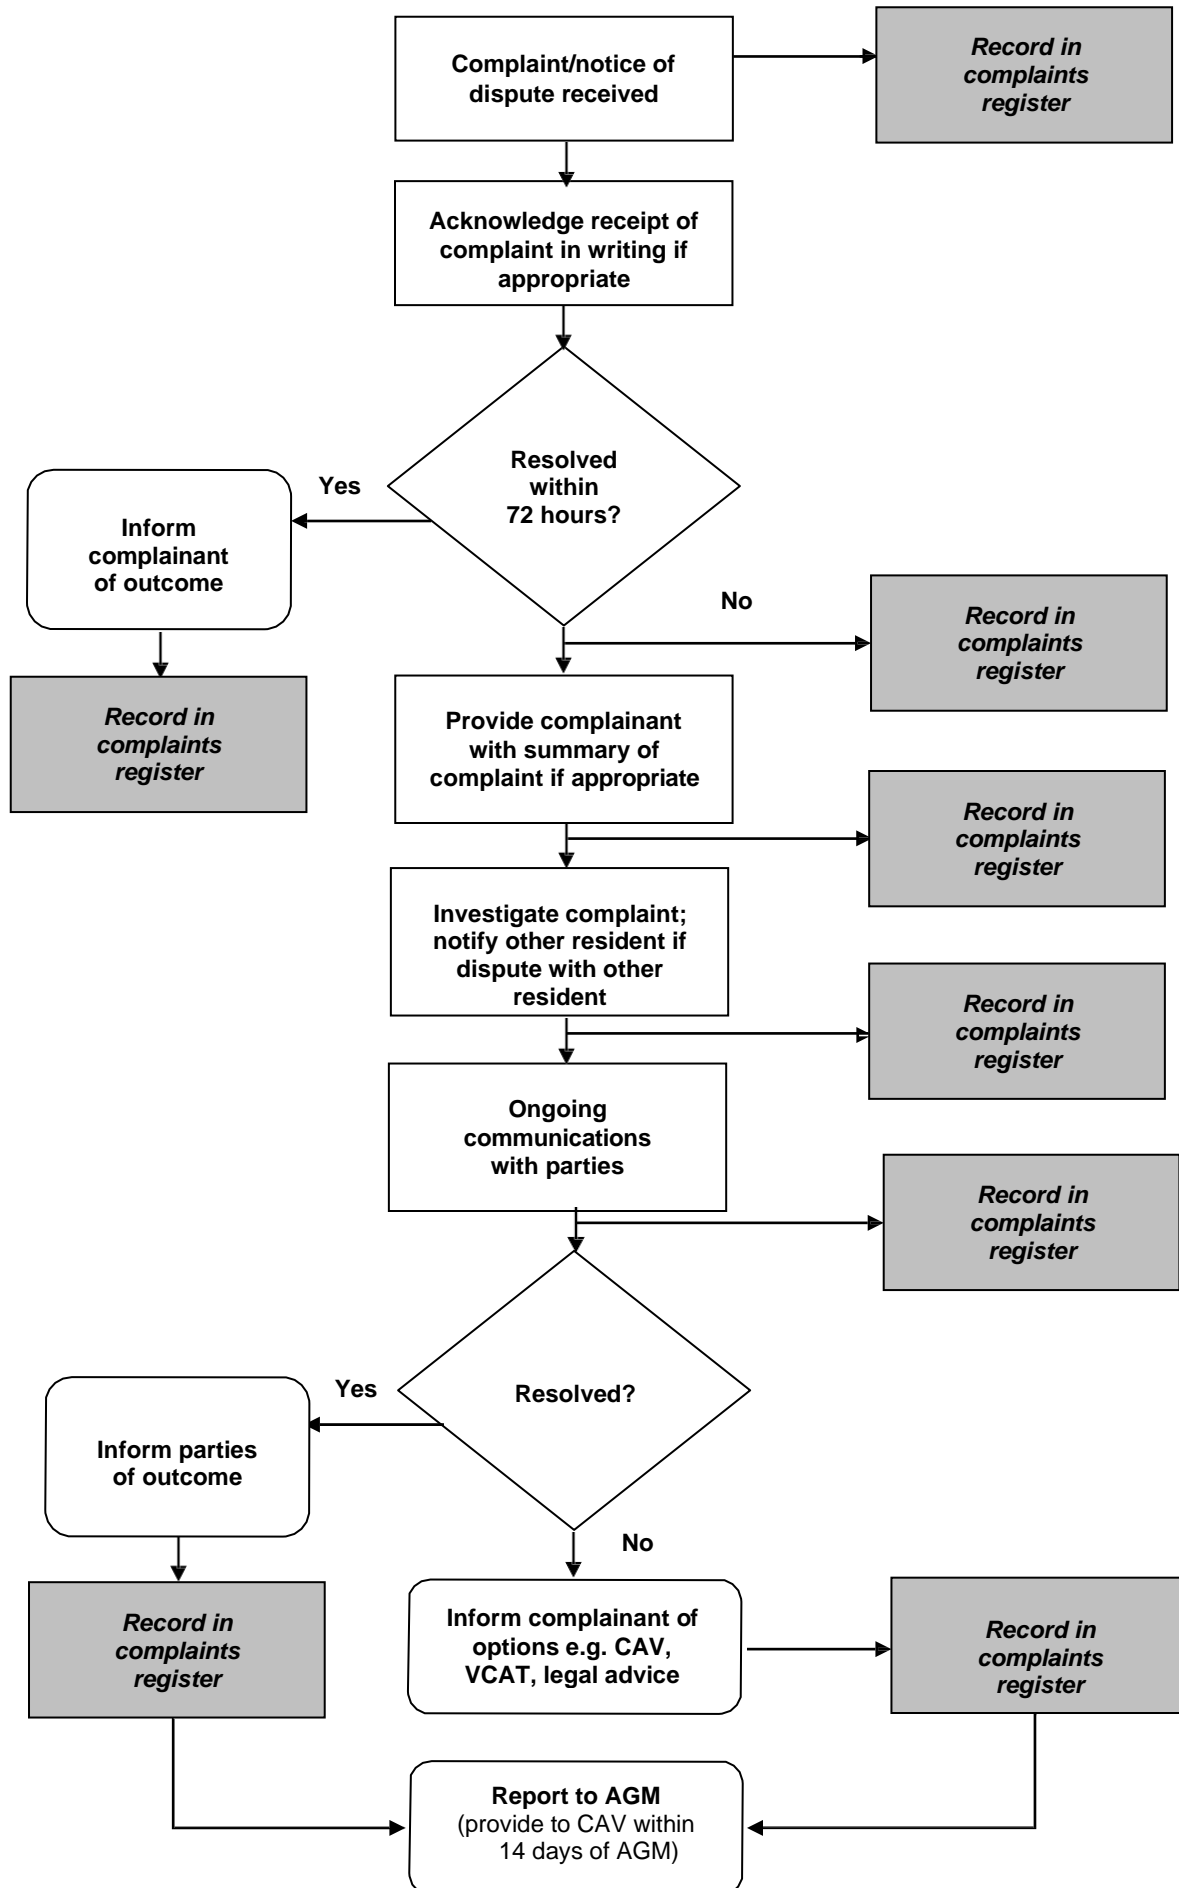 Complaint/notice of
dispute received
Record in
complaints
register
Acknowledge receipt of
complaint in writing if
appropriate
Resolved
within
72 hours?
Yes
Inform
complainant
of outcome
No
Record in
complaints
register
Record in
complaints
register
Provide complainant
with summary of
complaint if appropriate
Record in
complaints
register
Investigate complaint;
notify other resident if
dispute with other
resident
Record in
complaints
register
Ongoing
communications
with parties
Record in
complaints
register
Resolved?
Yes
Inform parties
of outcome
No
Record in
complaints
register
Inform complainant of
options e.g. CAV,
VCAT, legal advice
Record in
complaints
register
Report to AGM
(provide to CAV within
14 days of AGM)